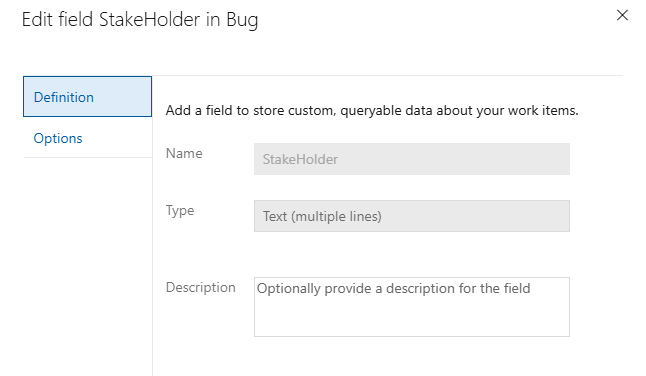 Edit field StakeHolder in Bug
Definition
Options
Add a field to store custom, queryable data about your work items.
Name
StakeHolder
Type
Text (multiple lines)
Description
Optionally provide a description for the field